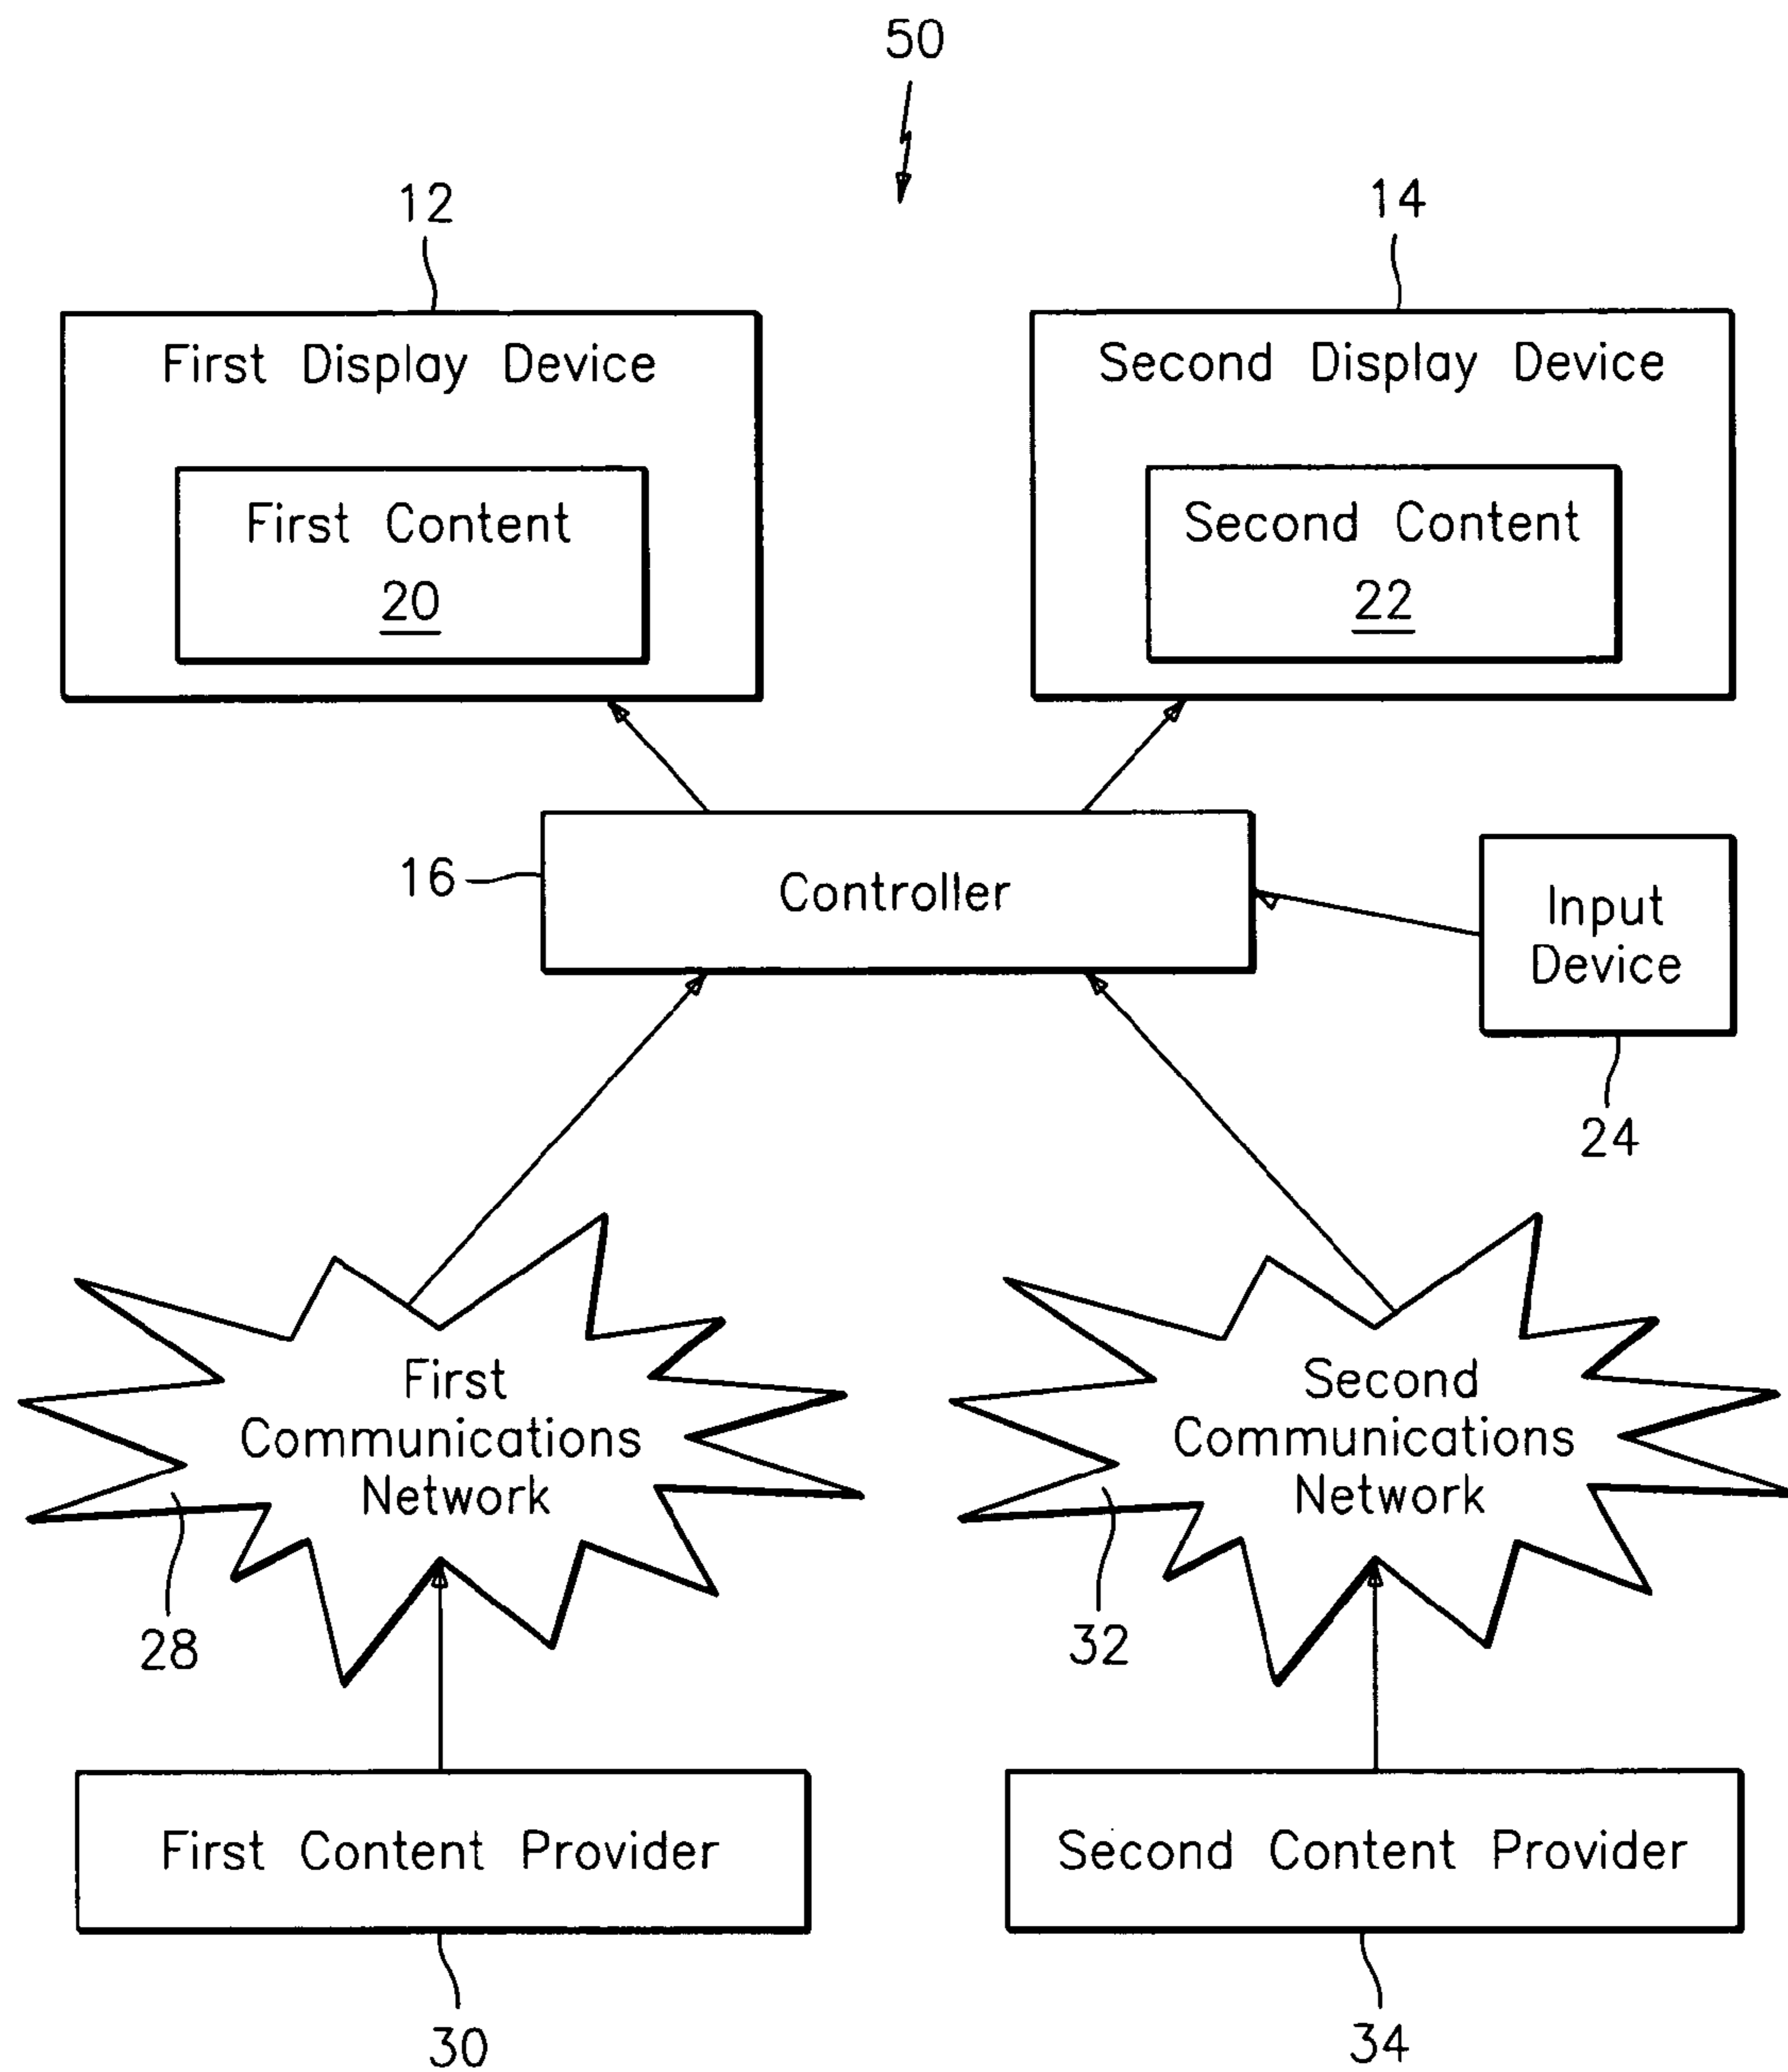 50
12
14
First Display Device
Second Display Device
First Content
20
Second Content
22
16
Controller
Input
Device
24
First
Communications
Network
Second
Communications
Network
28
32
First Content Provider
Second Content Provider
30
34